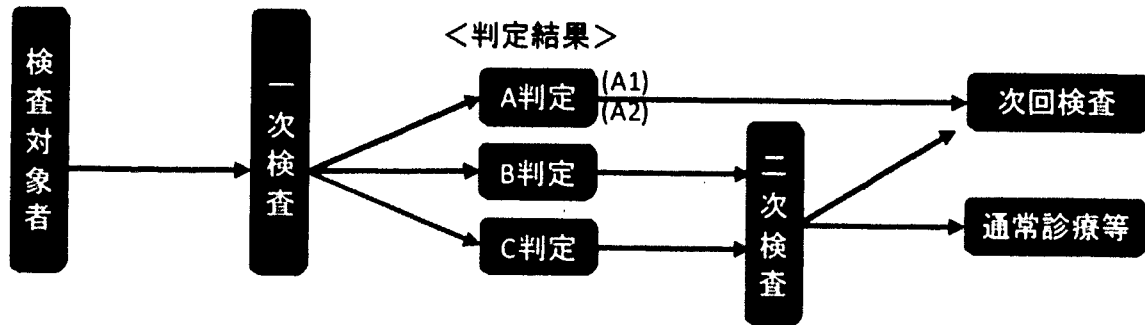 検査対象者
一次検査
<判定結果>
A判定
(A1)
(A2)
B判定
C判定
二次検査
次回検査
通常診療等